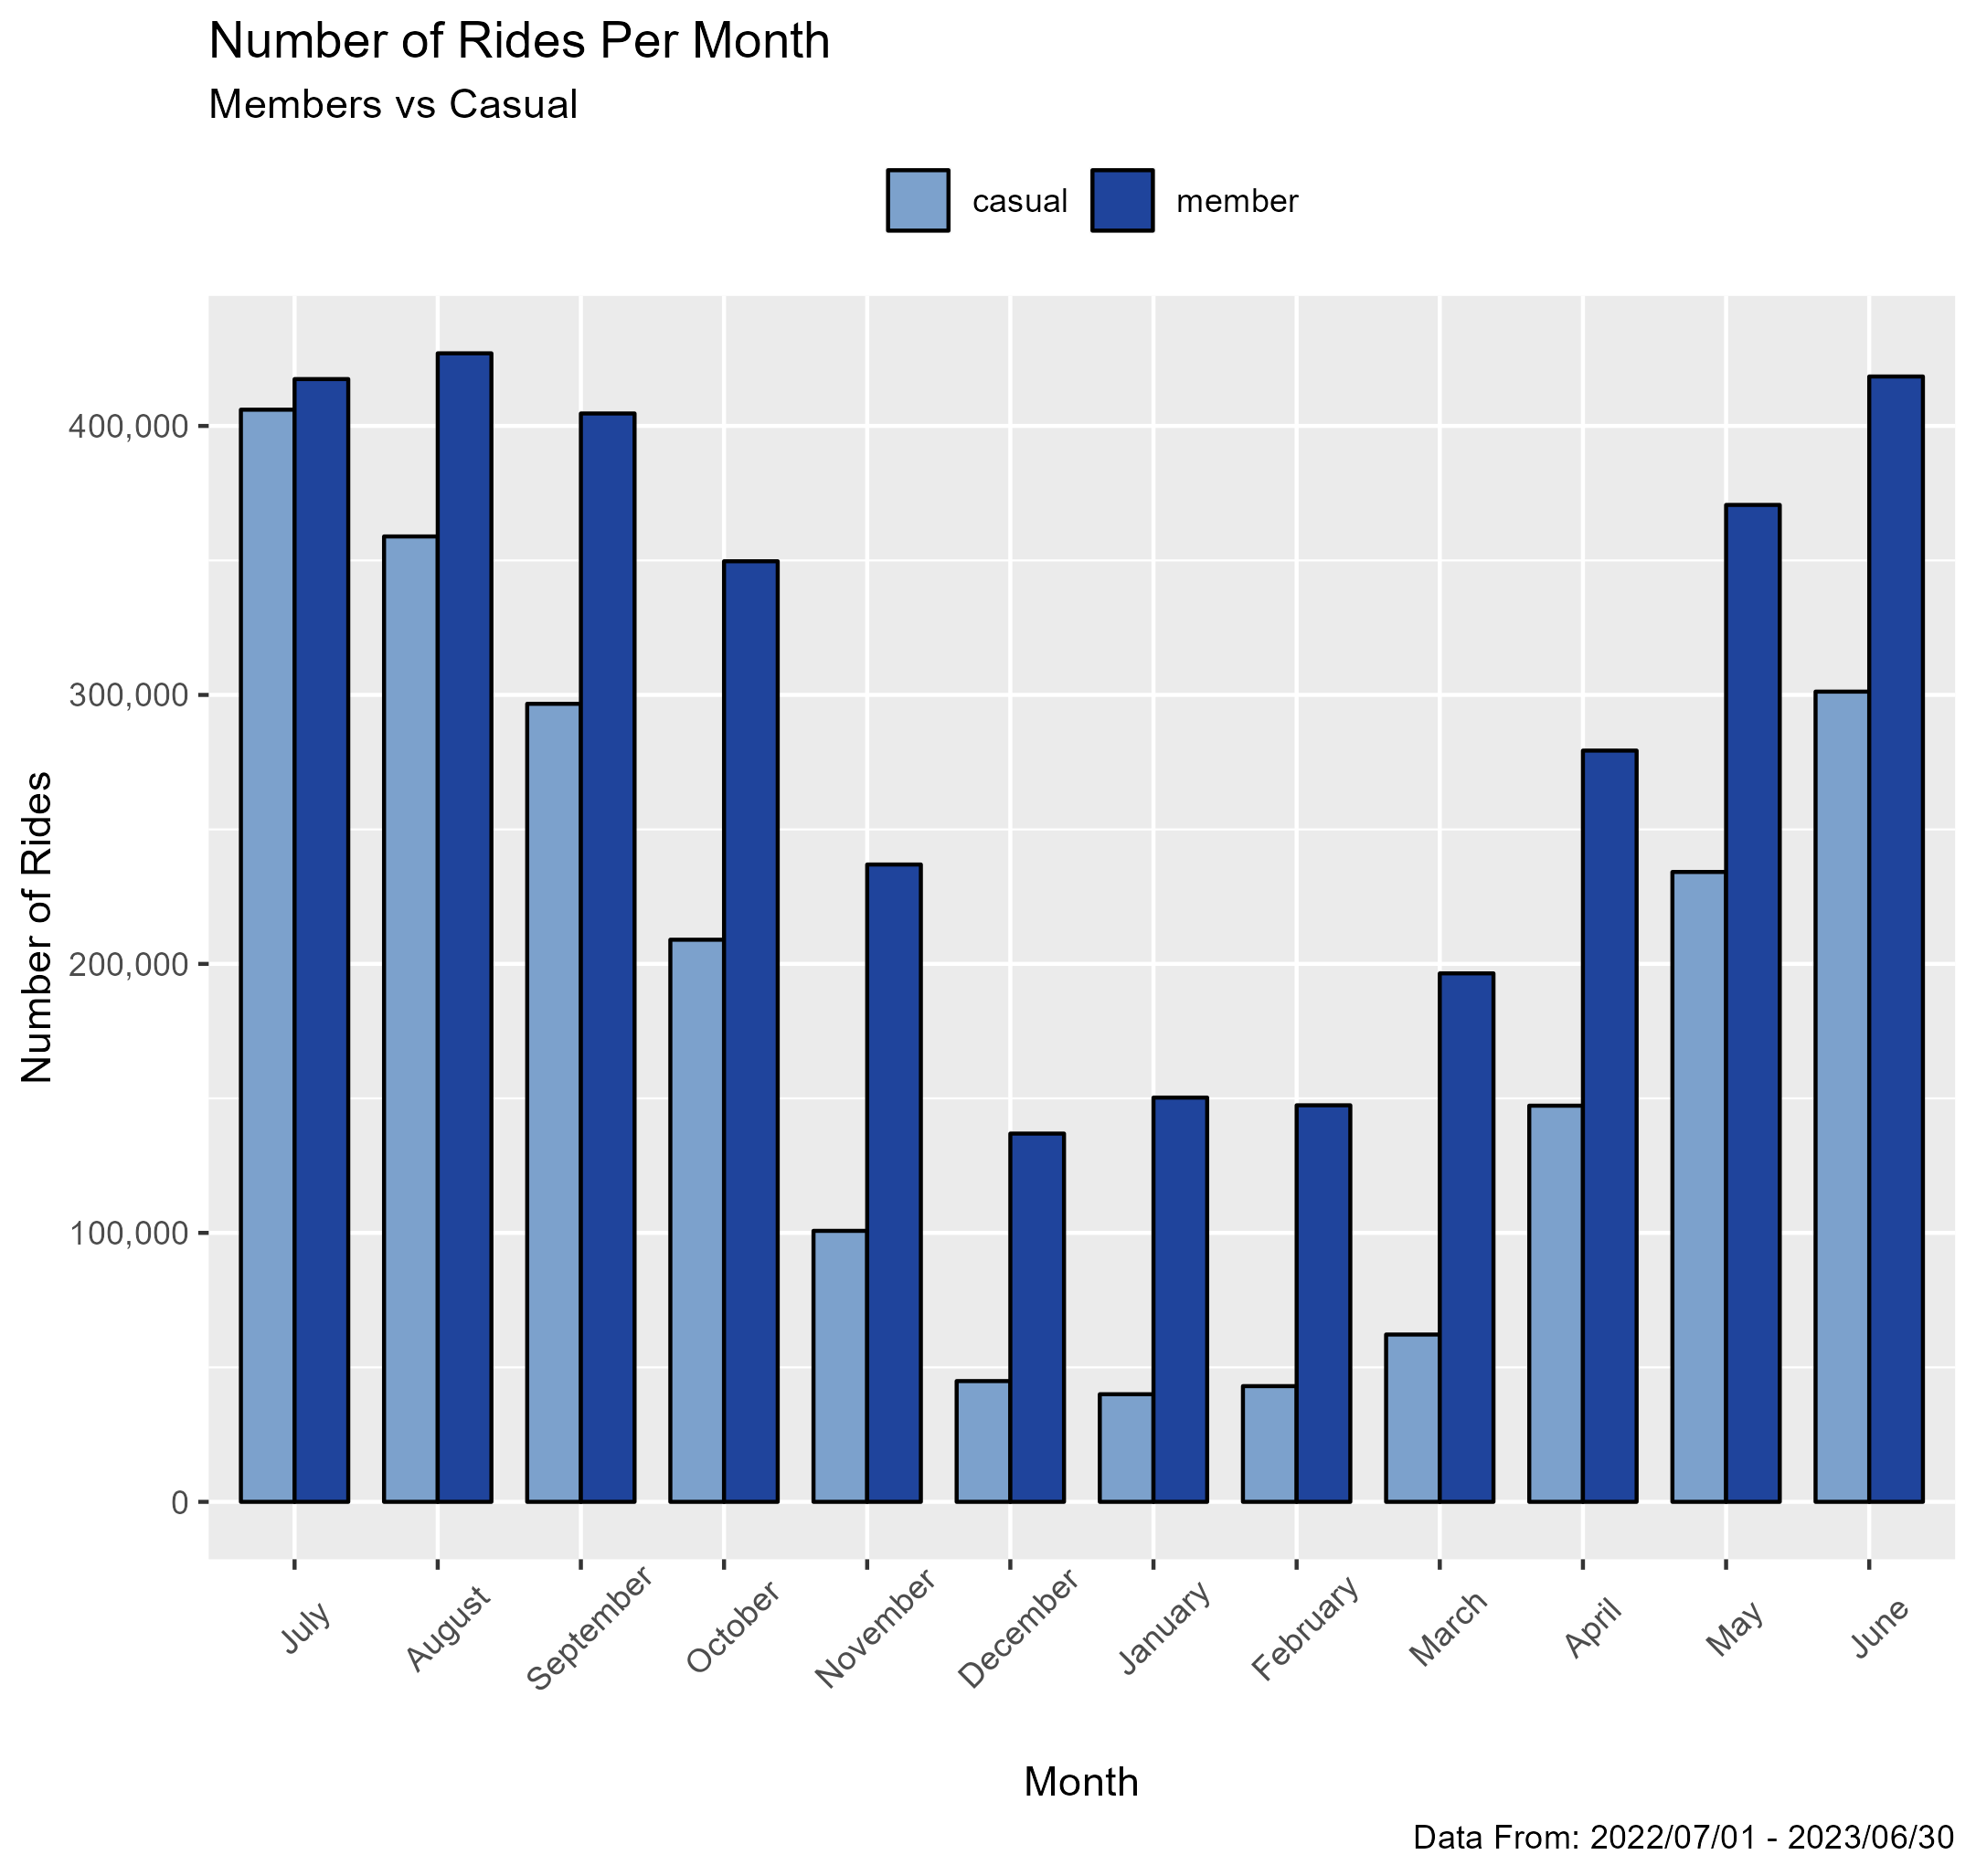 Number of Rides Per Month
Members vs Casual
casual member
Number of Rides
400,000
300,000
200,000
100,000
0
July August September October November December January February March April May June
Month
Data From: 2022/07/01 - 2023/06/30